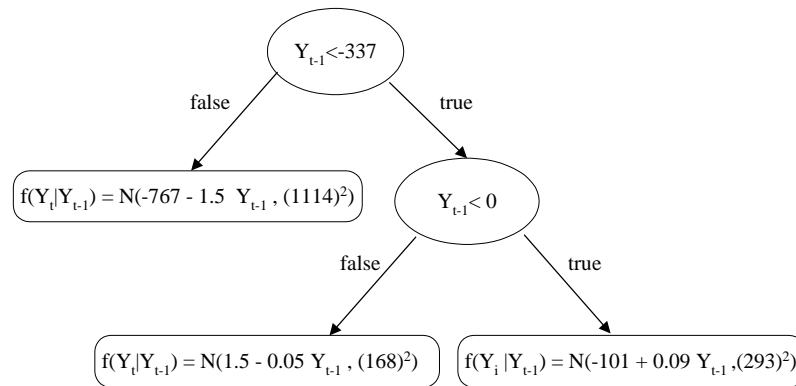 Y_{t-1}<-337
false
true
f(Y_t|Y_{t-1}) = N(-767 - 1.5 Y_{t-1} , (1114)^2)
Y_{t-1}< 0
false
true
f(Y_t|Y_{t-1}) = N(1.5 - 0.05 Y_{t-1} , (168)^2)
f(Y_i |Y_{t-1}) = N(-101 + 0.09 Y_{t-1} ,(293)^2)